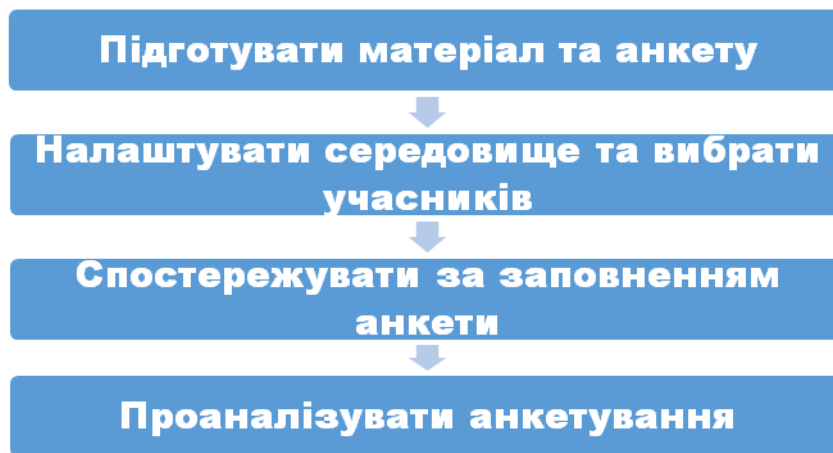 Підготувати матеріал та анкету
Налаштувати середовище та вибрати
учасників
Спостережувати за заповненням
анкети
Проаналізувати анкетування